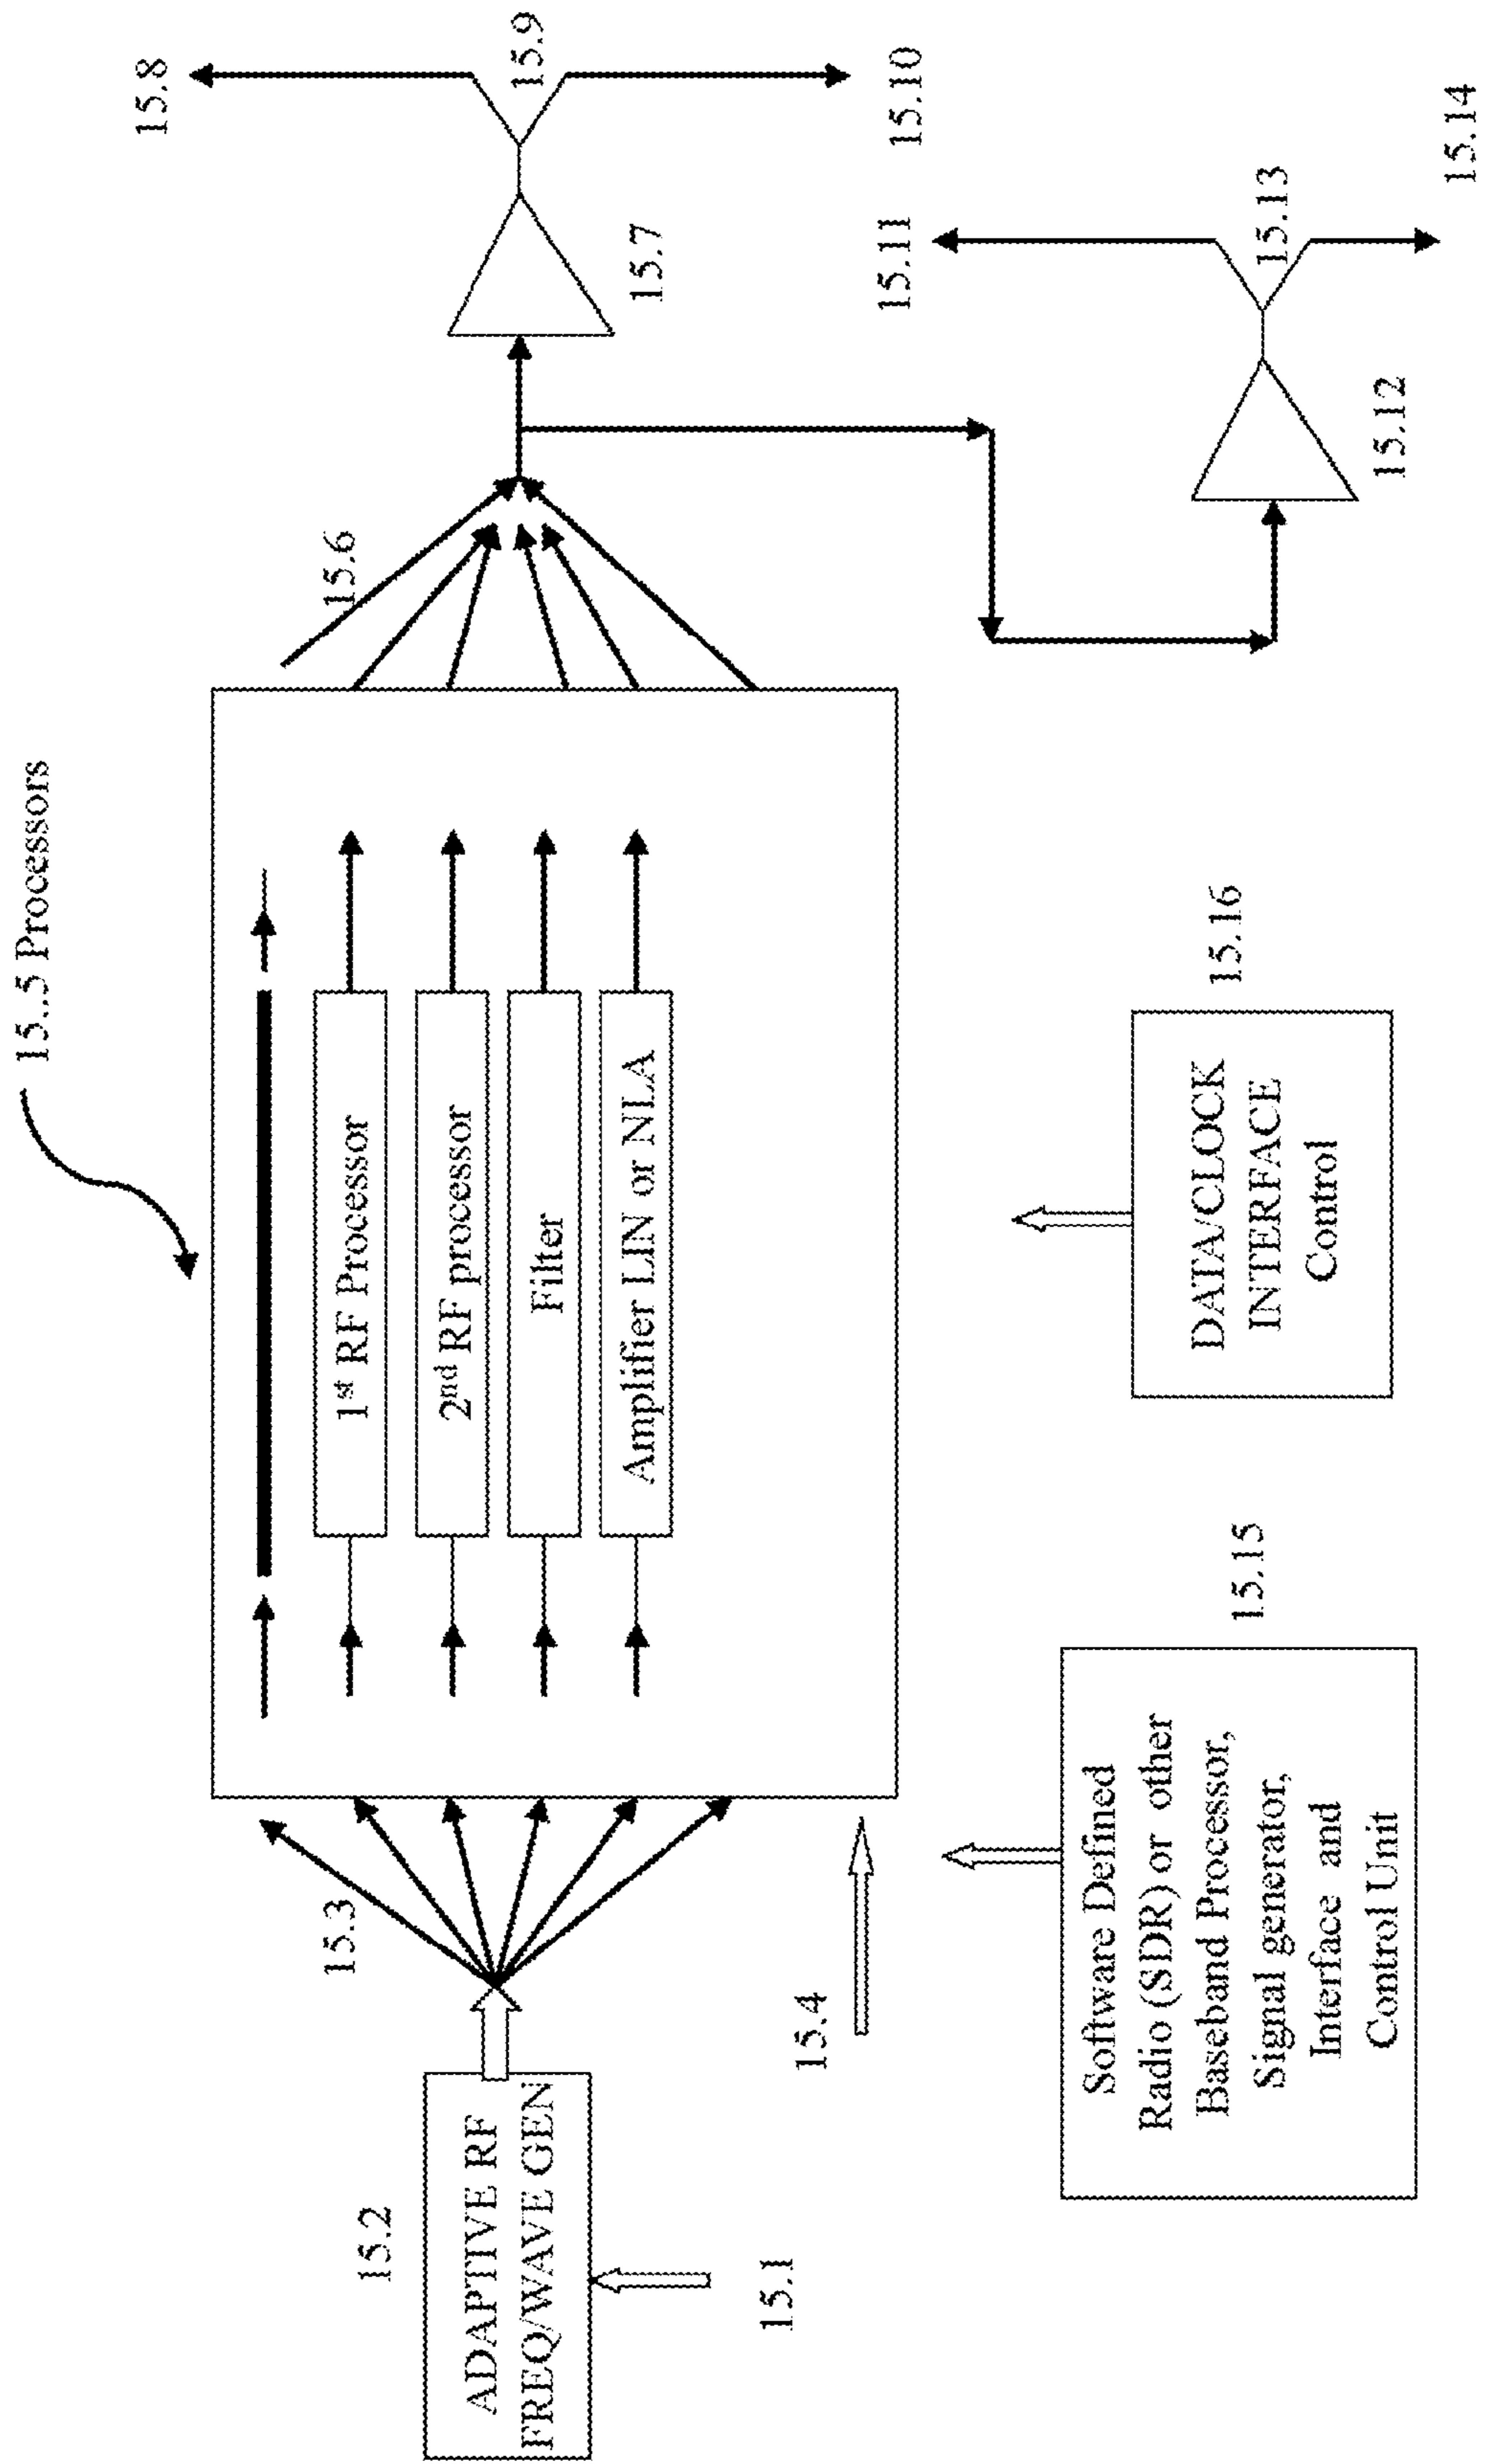 15..5 Processors
15.8
15.9
15.10
15.7
15.6
15.11
15.13
15.14
15.12
1st RF Processor
2nd RF processor
Filter
Amplifier LIN or NLA
15.3
15.2
ADAPTIVE RF
FREQ/WAVE GEN
15.1
15.4
15.15
Software Defined
Radio (SDR) or other
Baseband Processor,
Signal generator,
Interface and
Control Unit
15.16
DATA/CLOCK
INTERFACE
Control